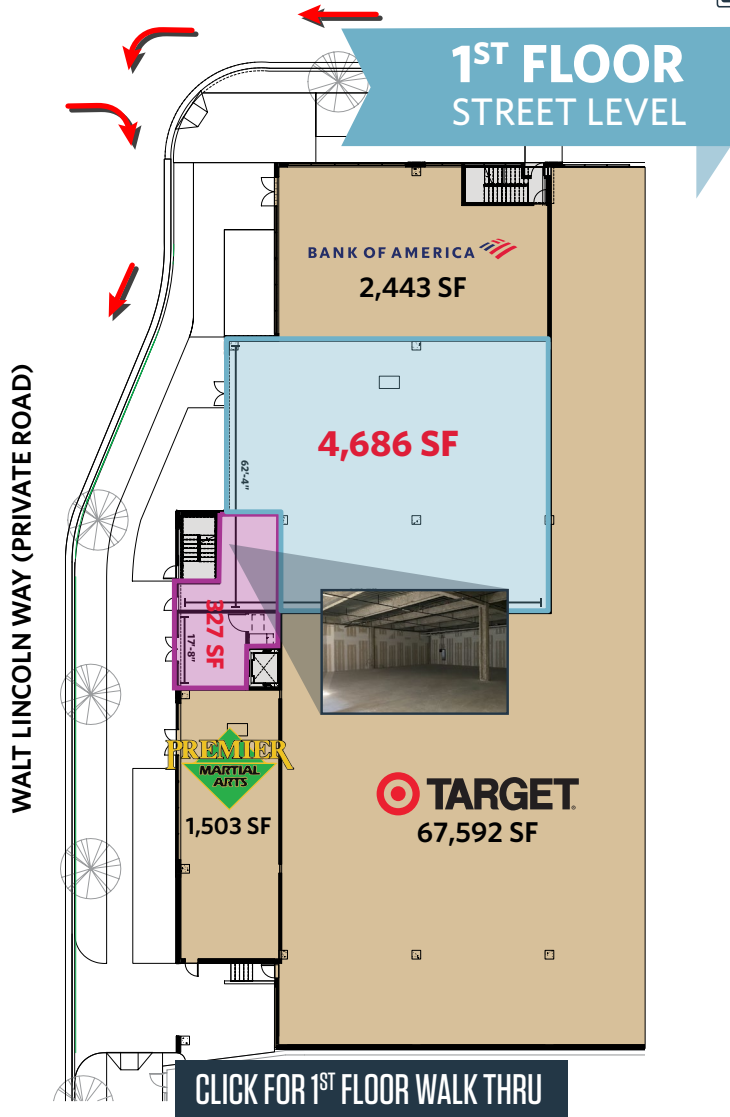 1ST FLOOR
STREET LEVEL
BANK OF AMERICA
2,443 SF
4,686 SF
62'-4"
WALT LINCOLN WAY (PRIVATE ROAD)
327 SF
17'-8"
PREMIER
MARTIAL
ARTS
1,503 SF
TARGET.
67,592 SF
CLICK FOR 1ST FLOOR WALK THRU